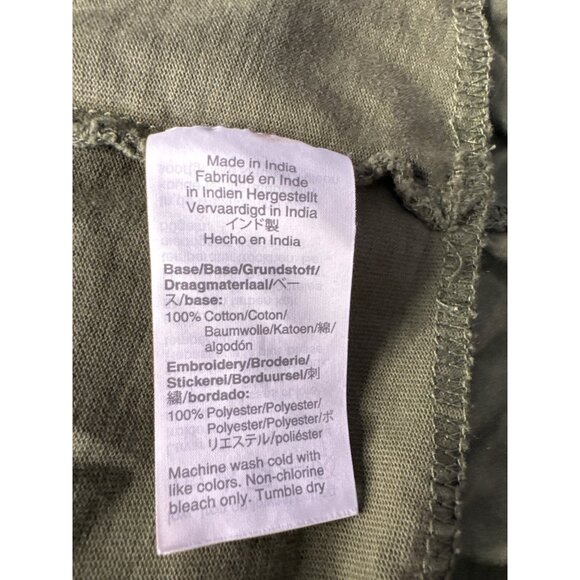 Made in India
Fabriqué en Inde
in Indien Hergestellt
Vervaardigd in India
インド製
Hecho en India
Base/Base/Grundstoff/
Draagmateriaal/ベー
ス/base:
100% Cotton/Coton/
Baumwolle/Katoen/綿/
algodón
Embroidery/Broderie/
Stickerei/Borduursel/刺
繍/bordado:
100% Polyester/Polyester/
Polyester/Polyester/ポ
リエステル/poliéster
Machine wash cold with
like colors. Non-chlorine
bleach only. Tumble dry